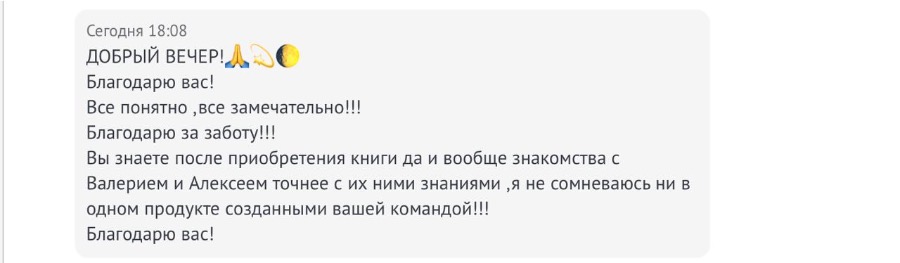 Сегодня 18:08
ДОБРЫЙ ВЕЧЕР!🙏💫🌔
Благодарю вас!
Все понятно ,все замечательно!!!
Благодарю за заботу!!!
Вы знаете после приобретения книги да и вообще знакомства с
Валерием и Алексеем точнее с их ними знаниями ,я не сомневаюсь ни в
одном продукте созданными вашей командой!!!
Благодарю вас!